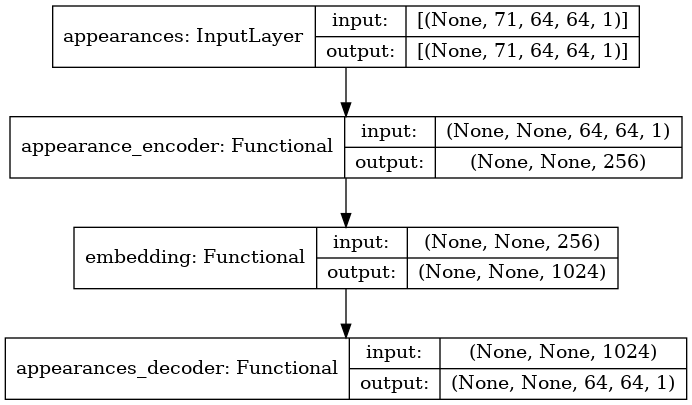 appearances: InputLayer
input:
[(None, 71, 64, 64, 1)]
output:
[(None, 71, 64, 64, 1)]
appearance_encoder: Functional
input:
(None, None, 64, 64, 1)
output:
(None, None, 256)
embedding: Functional
input:
(None, None, 256)
output:
(None, None, 1024)
appearances_decoder: Functional
input:
(None, None, 1024)
output:
(None, None, 64, 64, 1)